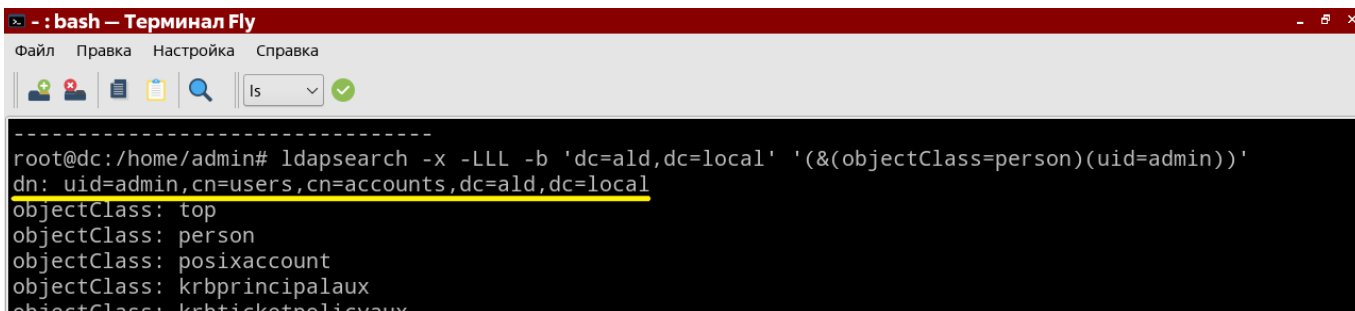 - : bash — Терминал Fly
Файл Правка Настройка Справка
ls
----------------------------------
root@dc:/home/admin# ldapsearch -x -LLL -b 'dc=ald,dc=local' '(&(objectClass=person)(uid=admin))'
dn: uid=admin,cn=users,cn=accounts,dc=ald,dc=local
objectClass: top
objectClass: person
objectClass: posixaccount
objectClass: krbprincipalaux
objectClass: krbticketpolicyaux